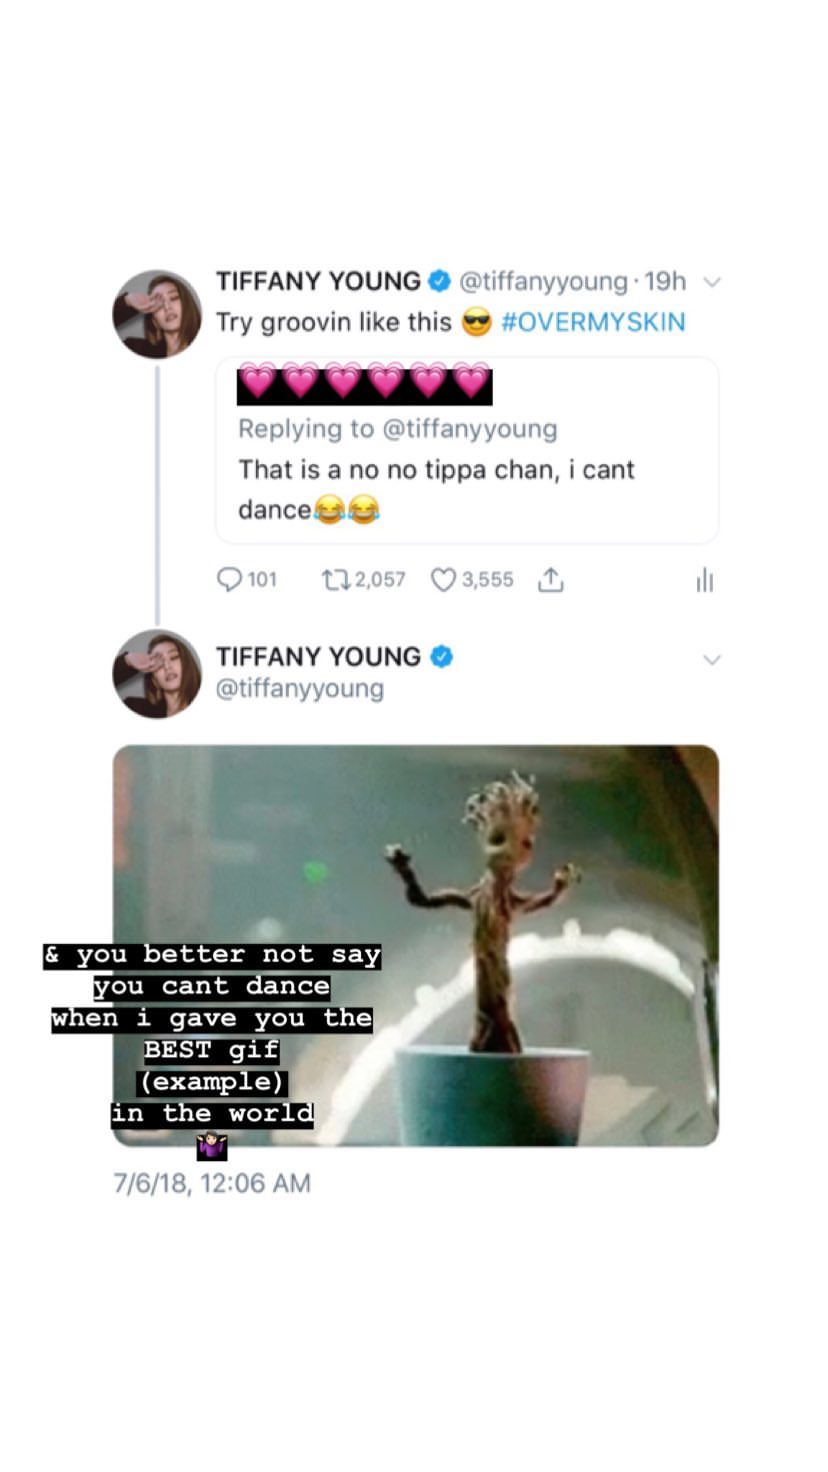 TIFFANY YOUNG @tiffanyyoung · 19h
Try groovin like this 😎 #OVERMYSKIN
💗💗💗💗💗💗
Replying to @tiffanyyoung
That is a no no tippa chan, i cant
dance😂😂
101 2,057 3,555
TIFFANY YOUNG
@tiffanyyoung
& you better not say
you cant dance
when i gave you the
BEST gif
(example)
in the world
🤷🏻‍♀️
7/6/18, 12:06 AM